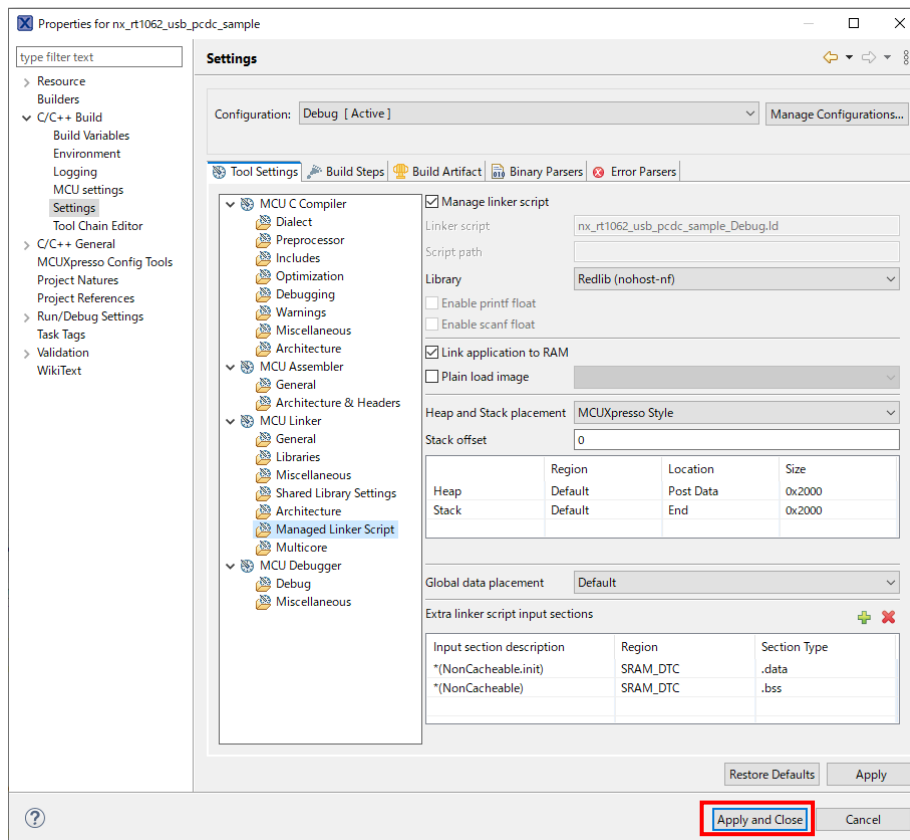 Properties for nx_rt1062_usb_pcdc_sample
type filter text
Resource
Builders
C/C++ Build
Build Variables
Environment
Logging
MCU settings
Settings
Tool Chain Editor
C/C++ General
MCUXpresso Config Tools
Project Natures
Project References
Run/Debug Settings
Task Tags
Validation
WikiText
Settings
Configuration: Debug [ Active ] Manage Configurations...
Tool Settings Build Steps Build Artifact Binary Parsers Error Parsers
MCU C Compiler
Dialect
Preprocessor
Includes
Optimization
Debugging
Warnings
Miscellaneous
Architecture
MCU Assembler
General
Architecture & Headers
MCU Linker
General
Libraries
Miscellaneous
Shared Library Settings
Architecture
Managed Linker Script
Multicore
MCU Debugger
Debug
Miscellaneous
Manage linker script
Linker script nx_rt1062_usb_pcdc_sample_Debug.ld
Script path
Library Redlib (nohost-nf)
Enable printf float
Enable scanf float
Link application to RAM
Plain load image
Heap and Stack placement MCUXpresso Style
Stack offset 0
Region Location Size
Heap Default Post Data 0x2000
Stack Default End 0x2000
Global data placement Default
Extra linker script input sections
Input section description Region Section Type
*(NonCacheable.init) SRAM_DTC .data
*(NonCacheable) SRAM_DTC .bss
Restore Defaults Apply
Apply and Close Cancel